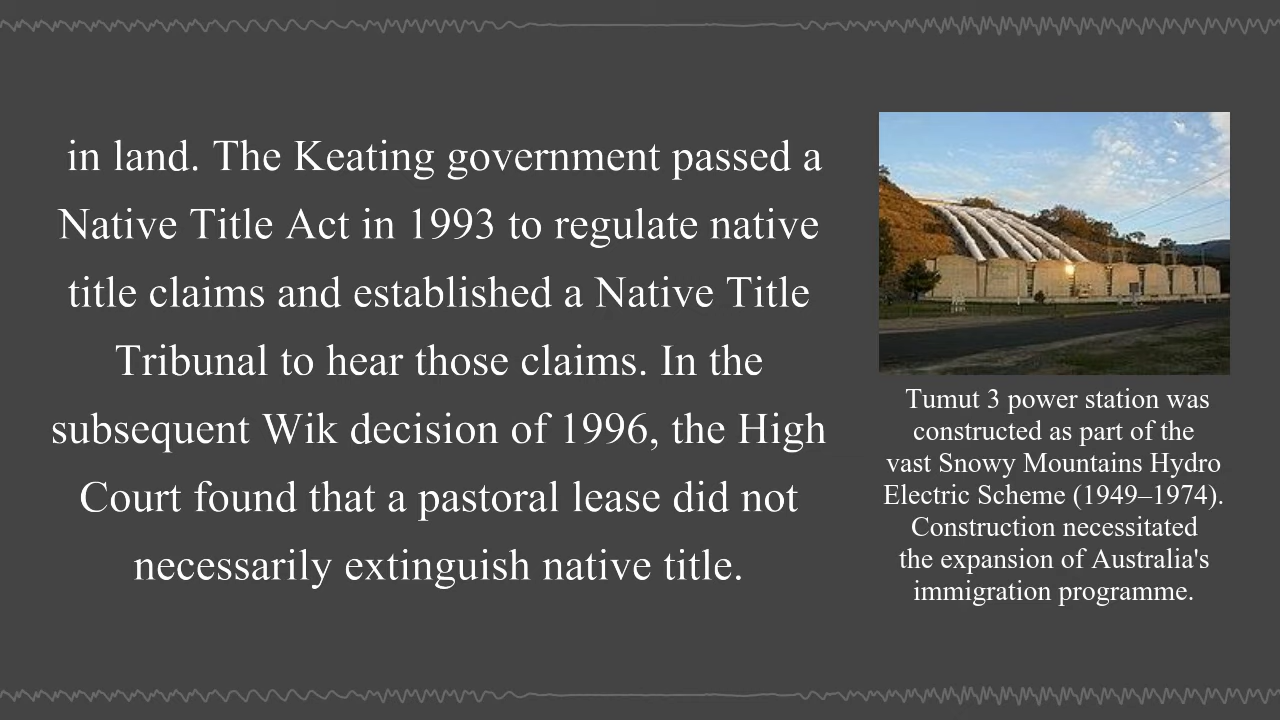 in land. The Keating government passed a
Native Title Act in 1993 to regulate native
title claims and established a Native Title
Tribunal to hear those claims. In the
subsequent Wik decision of 1996, the High
Court found that a pastoral lease did not
necessarily extinguish native title.
Tumut 3 power station was
constructed as part of the
vast Snowy Mountains Hydro
Electric Scheme (1949–1974).
Construction necessitated
the expansion of Australia's
immigration programme.